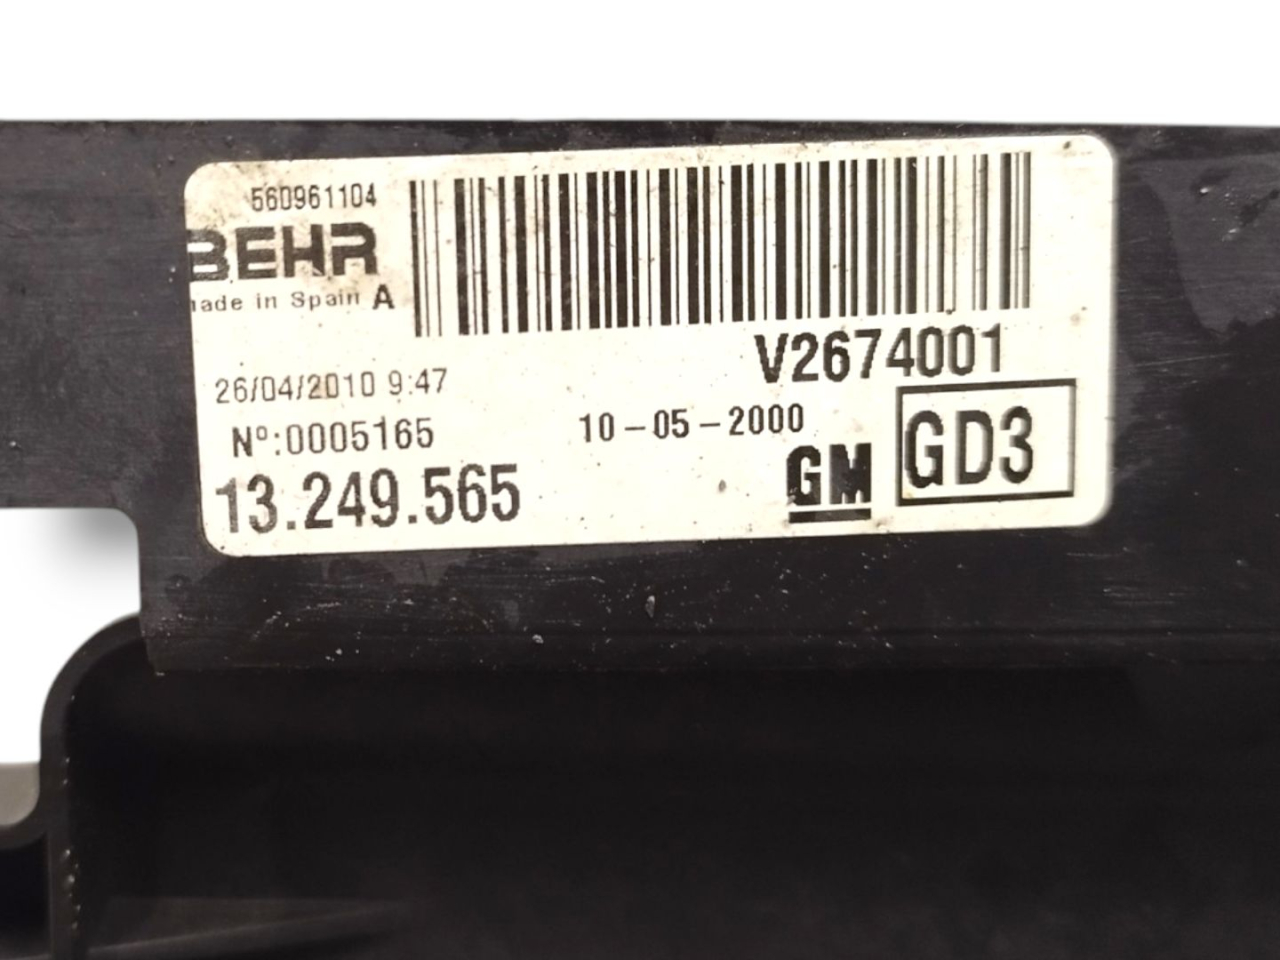 560961104
BEHR
made in Spain A
V2674001
26/04/2010 9:47
Nº:0005165
10-05-2000
13.249.565
GM
GD3